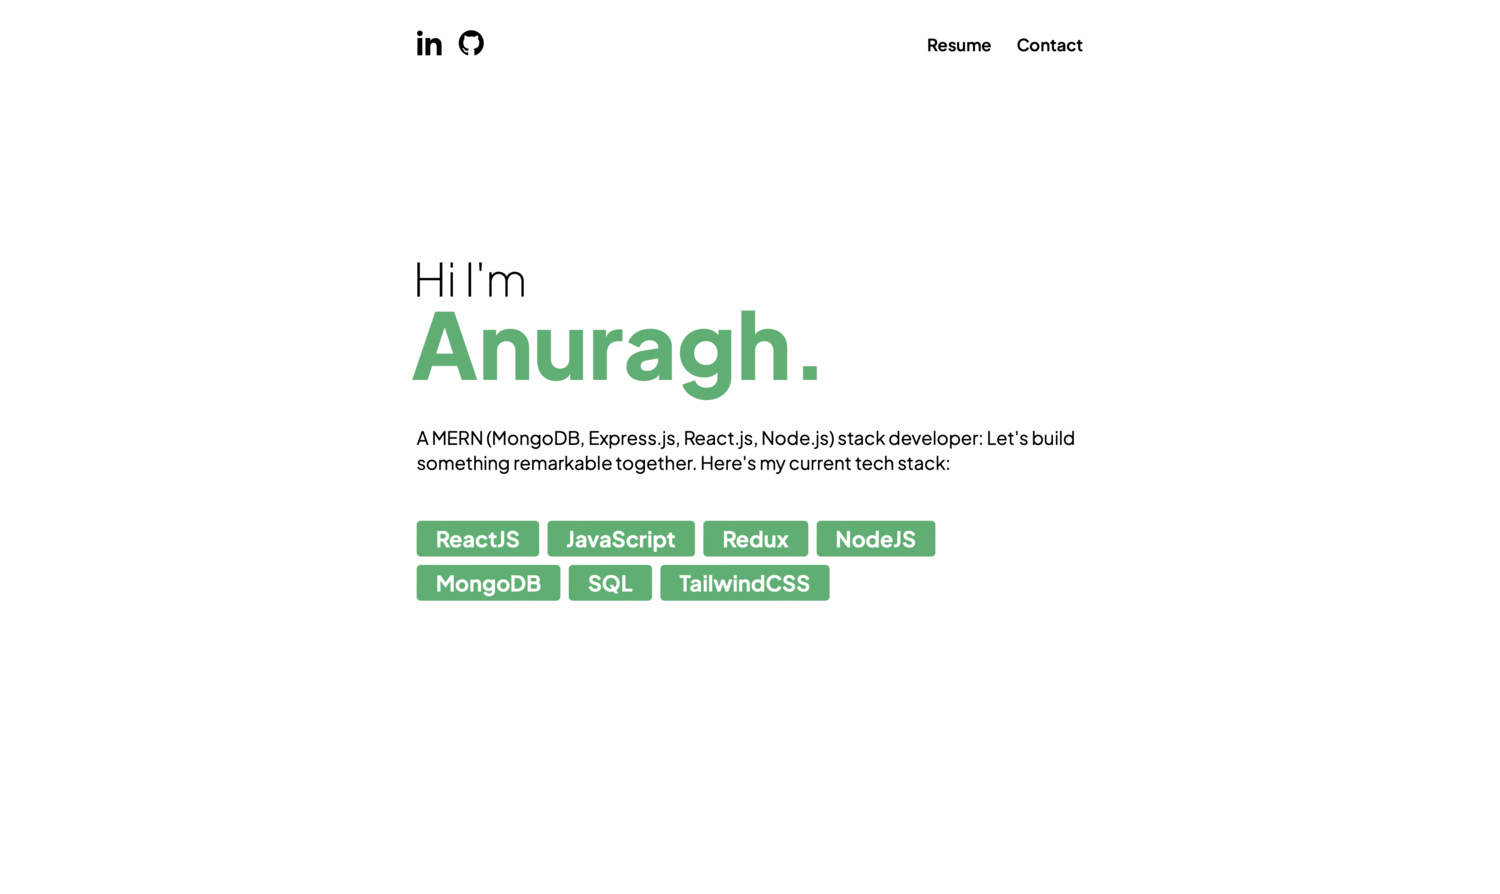 in
Resume Contact
Hi I'm
Anuragh.
A MERN (MongoDB, Express.js, React.js, Node.js) stack developer: Let's build
something remarkable together. Here's my current tech stack:
ReactJS JavaScript Redux NodeJS
MongoDB SQL TailwindCSS